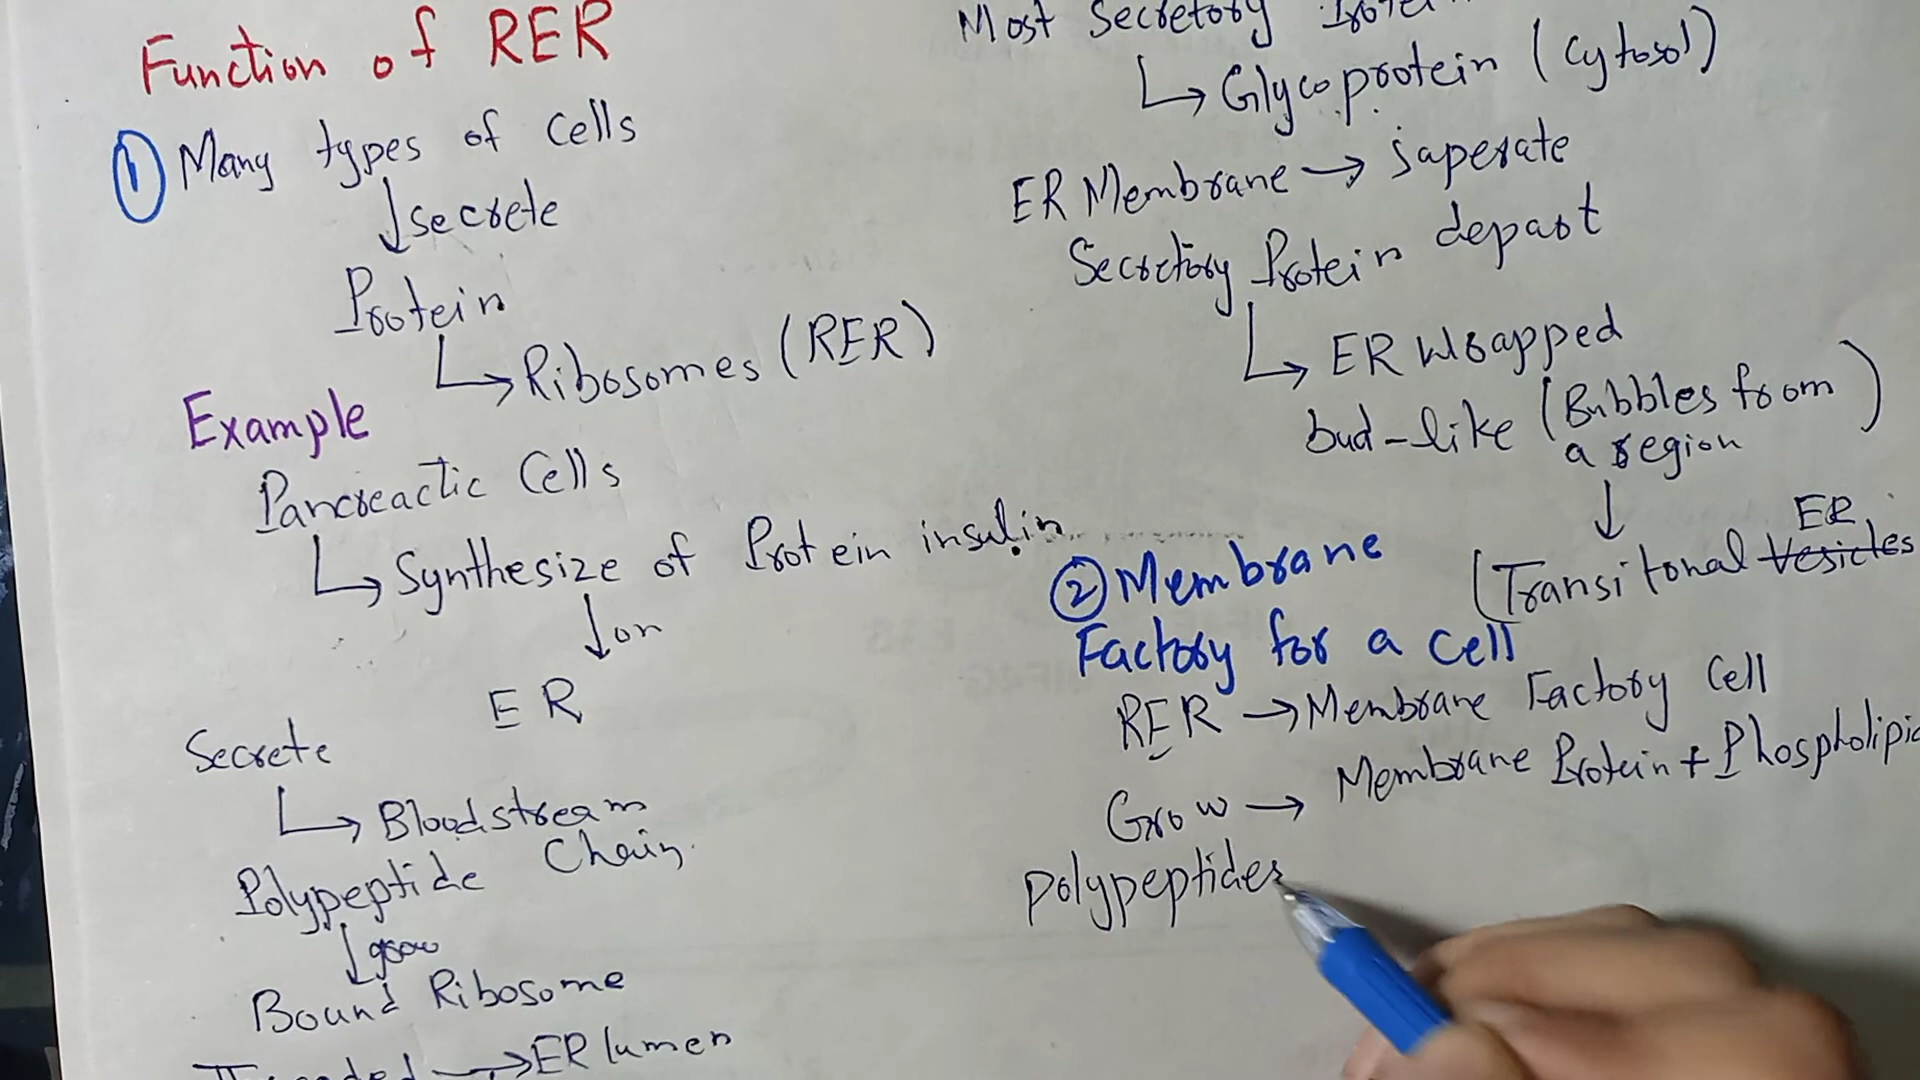 Function of RER
① Many types of cells
↓ secrete
Protein
↳ Ribosomes (RER)
Example
Pancreactic Cells
↳ Synthesize of Protein insulin
↓ on
ER
Secrete
↳ Bloodstream
Polypeptide Chain
↓ grow
Bound Ribosome
→ ER lumen
Most Secretory
↳ Glycoprotein (Cytosol)
ER Membrane → saperate
Secretory Protein depart
↳ ER Wrapped
bud-like (Bubbles from
a region)
↓
(Transitonal Vesicles ER
② Membrane
Factory for a cell
RER → Membrane Factory Cell
Grow → Membrane Protein + Phospholipid
polypeptides